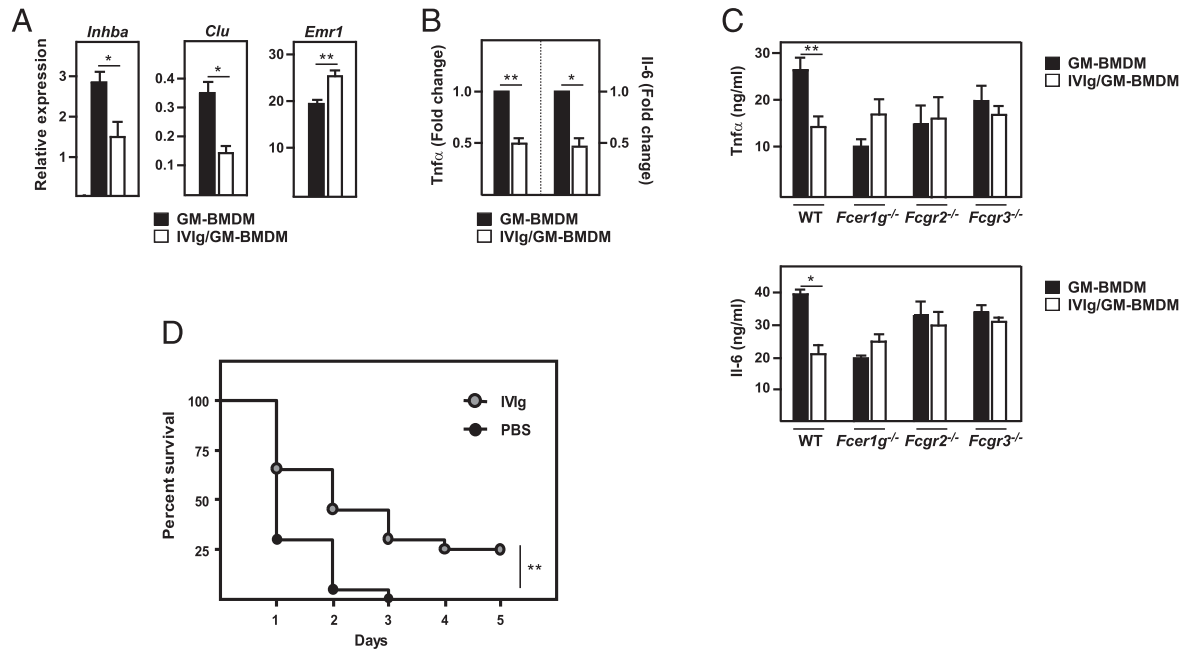 A
Inhba
Clu
Emr1
Relative expression
3
2
1
*
0.4
0.3
0.2
0.1
*
30
20
10
**
GM-BMDM
IVIg/GM-BMDM
B
Tnfα (Fold change)
1.0
0.5
**
*
1.0
0.5
Il-6 (Fold change)
GM-BMDM
IVIg/GM-BMDM
C
Tnfα (ng/ml)
30
20
10
**
WT Fcer1g-/- Fcgr2-/- Fcgr3-/-
GM-BMDM
IVIg/GM-BMDM
Il-6 (ng/ml)
40
30
20
10
*
WT Fcer1g-/- Fcgr2-/- Fcgr3-/-
GM-BMDM
IVIg/GM-BMDM
D
Percent survival
100
75
50
25
IVIg
PBS
**
1 2 3 4 5
Days